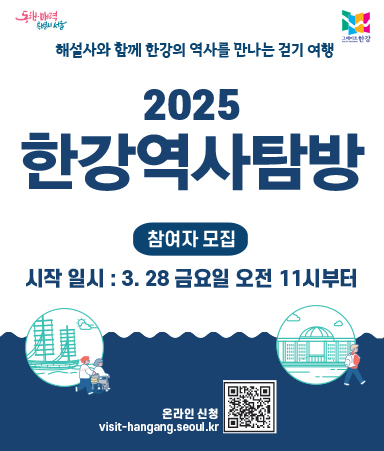 동행·매력
특별시 서울
그레이트한강
해설사와 함께 한강의 역사를 만나는 걷기 여행
2025
한강역사탐방
참여자 모집
시작 일시 : 3. 28 금요일 오전 11시부터
온라인 신청
visit-hangang.seoul.kr